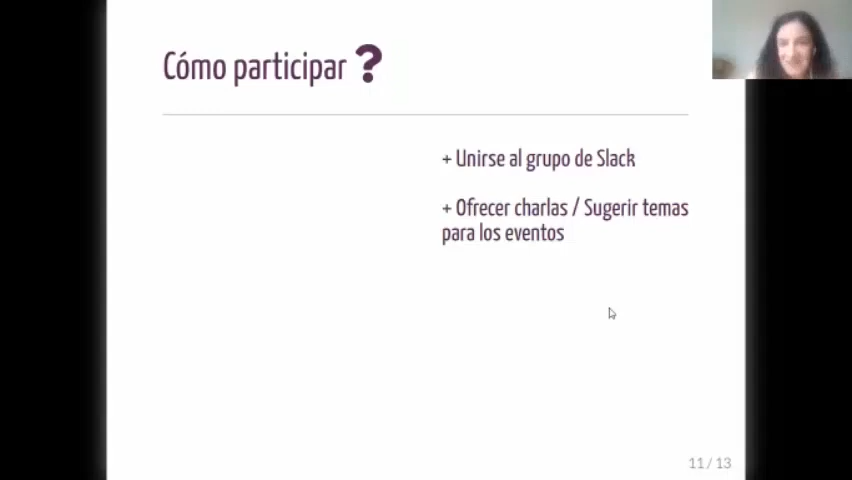 Cómo participar ?
+ Unirse al grupo de Slack
+ Ofrecer charlas / Sugerir temas
para los eventos
11 / 13